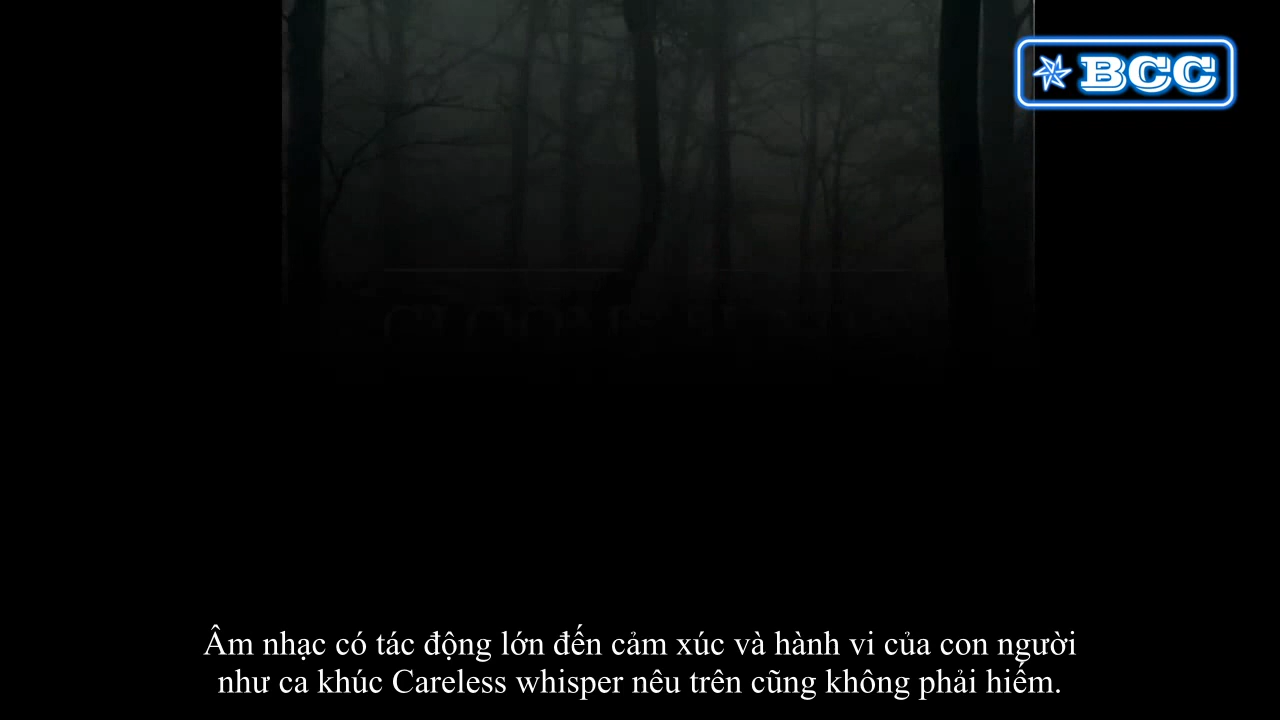 BCC
Âm nhạc có tác động lớn đến cảm xúc và hành vi của con người
như ca khúc Careless whisper nêu trên cũng không phải hiếm.